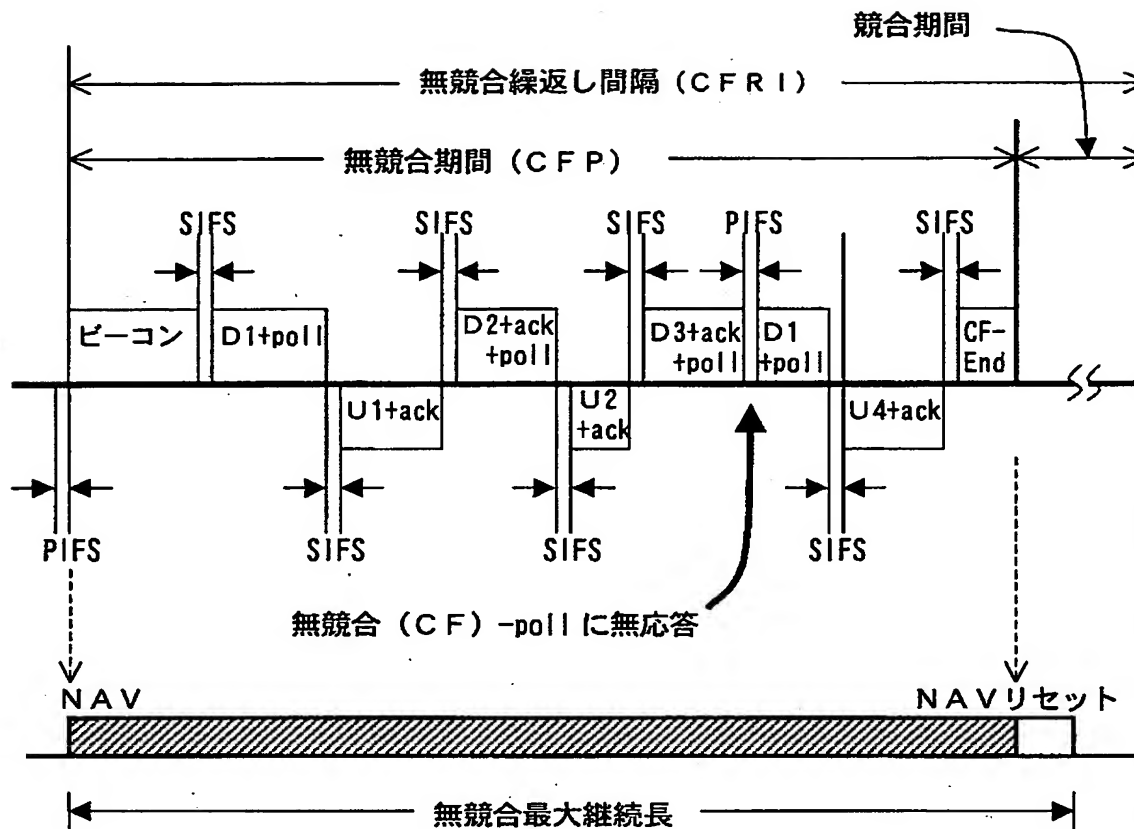 競合期間
無競合繰返し間隔（CFRI）
無競合期間（CFP）
SIFS
SIFS
SIFS
PIFS
SIFS
ビーコン
D1+poll
D2+ack
+poll
D3+ack
+poll
D1
+poll
CF-
End
U1+ack
U2
+ack
U4+ack
PIFS
SIFS
SIFS
SIFS
無競合（CF）-pollに無応答
NAV
NAVリセット
無競合最大継続長